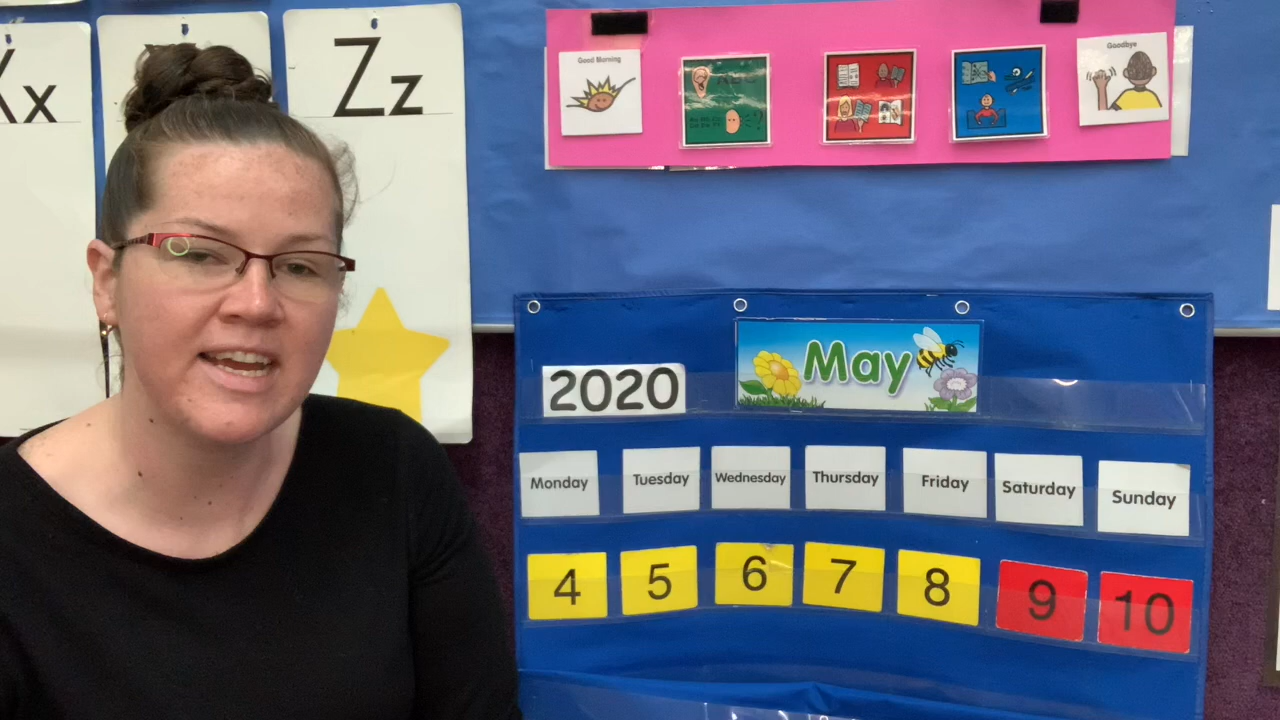 Xx
Zz
Good Morning
Goodbye
May
2020
Monday Tuesday Wednesday Thursday Friday Saturday Sunday
4 5 6 7 8 9 10